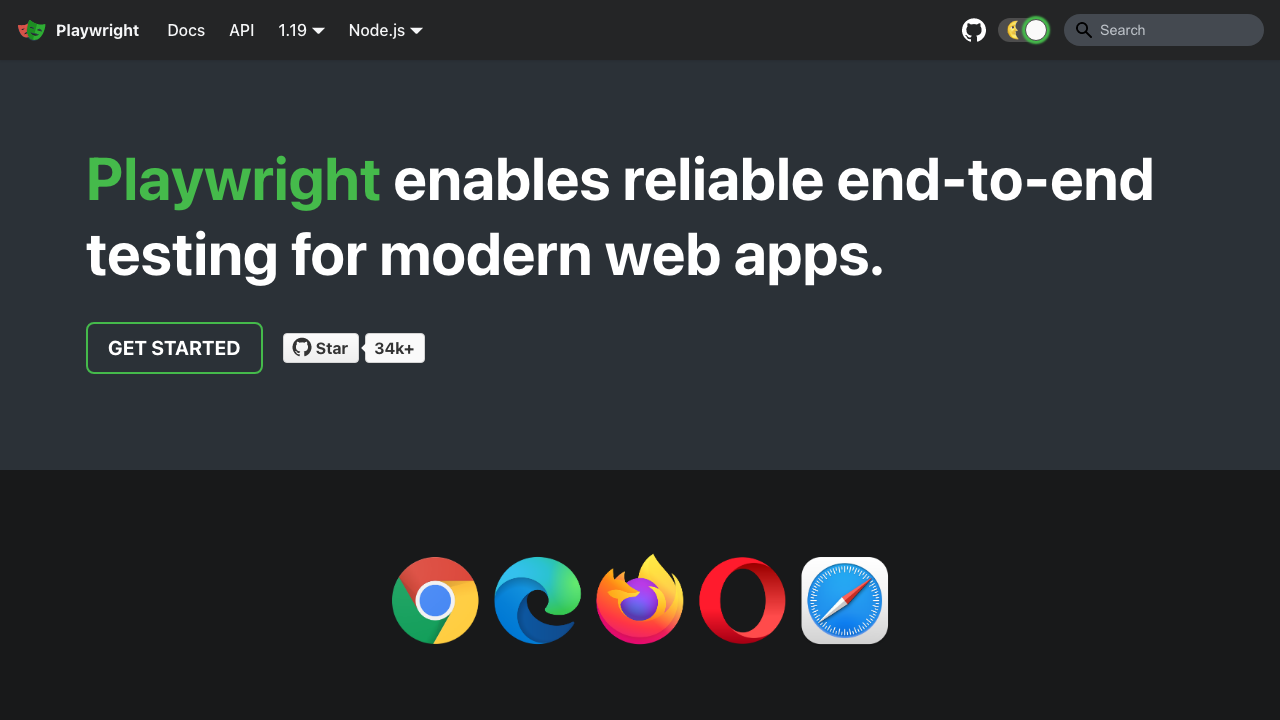 Playwright Docs API 1.19 Node.js Search
Playwright enables reliable end-to-end
testing for modern web apps.
GET STARTED Star 34k+